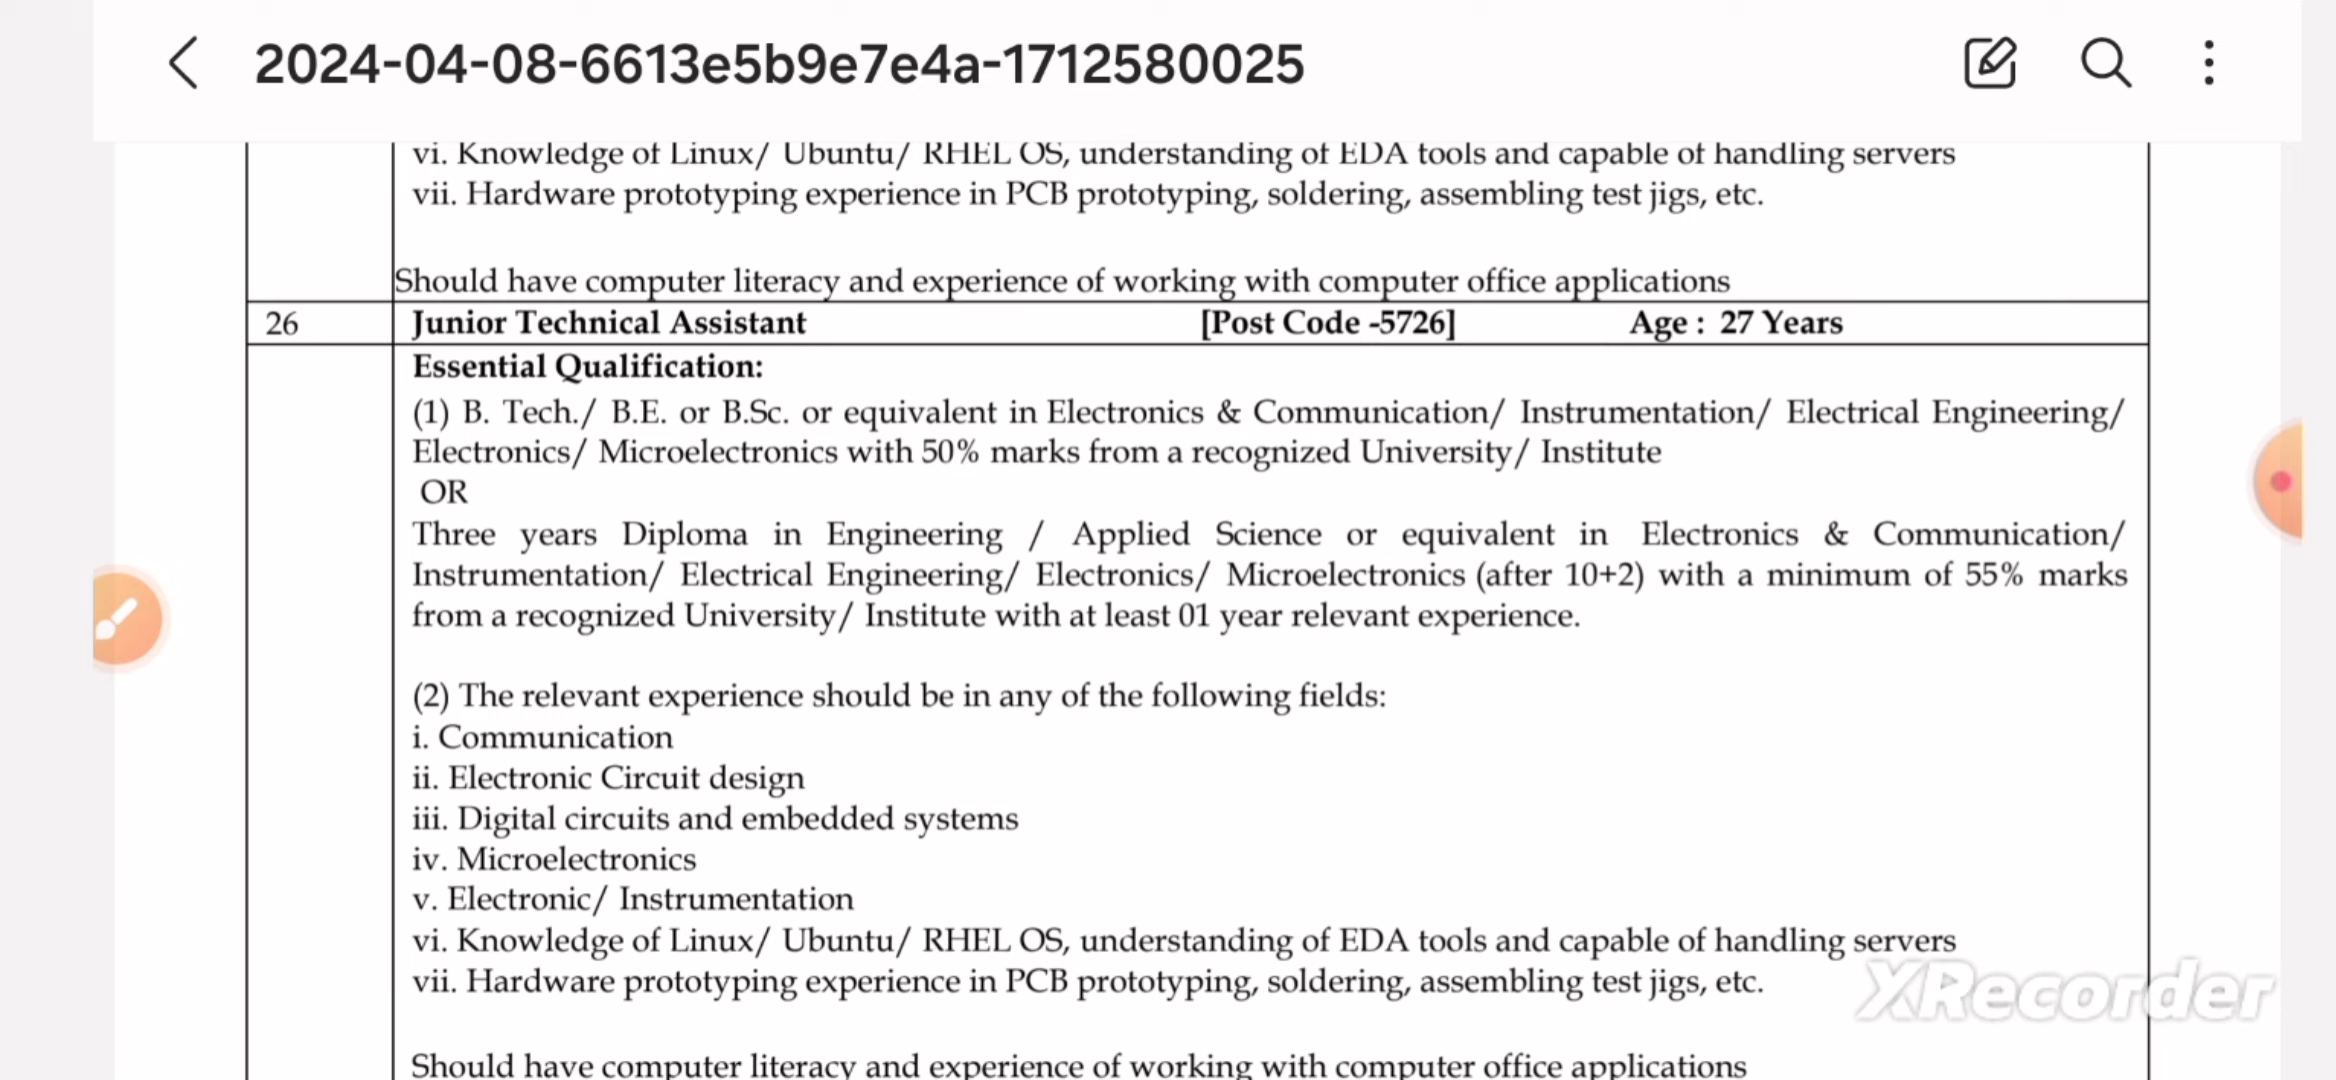 2024-04-08-6613e5b9e7e4a-1712580025
vi. Knowledge of Linux/ Ubuntu/ RHEL OS, understanding of EDA tools and capable of handling servers
vii. Hardware prototyping experience in PCB prototyping, soldering, assembling test jigs, etc.
Should have computer literacy and experience of working with computer office applications
26 Junior Technical Assistant [Post Code -5726] Age : 27 Years
Essential Qualification:
(1) B. Tech./ B.E. or B.Sc. or equivalent in Electronics & Communication/ Instrumentation/ Electrical Engineering/
Electronics/ Microelectronics with 50% marks from a recognized University/ Institute
OR
Three years Diploma in Engineering / Applied Science or equivalent in Electronics & Communication/
Instrumentation/ Electrical Engineering/ Electronics/ Microelectronics (after 10+2) with a minimum of 55% marks
from a recognized University/ Institute with at least 01 year relevant experience.
(2) The relevant experience should be in any of the following fields:
i. Communication
ii. Electronic Circuit design
iii. Digital circuits and embedded systems
iv. Microelectronics
v. Electronic/ Instrumentation
vi. Knowledge of Linux/ Ubuntu/ RHEL OS, understanding of EDA tools and capable of handling servers
vii. Hardware prototyping experience in PCB prototyping, soldering, assembling test jigs, etc.
XRecorder
Should have computer literacy and experience of working with computer office applications